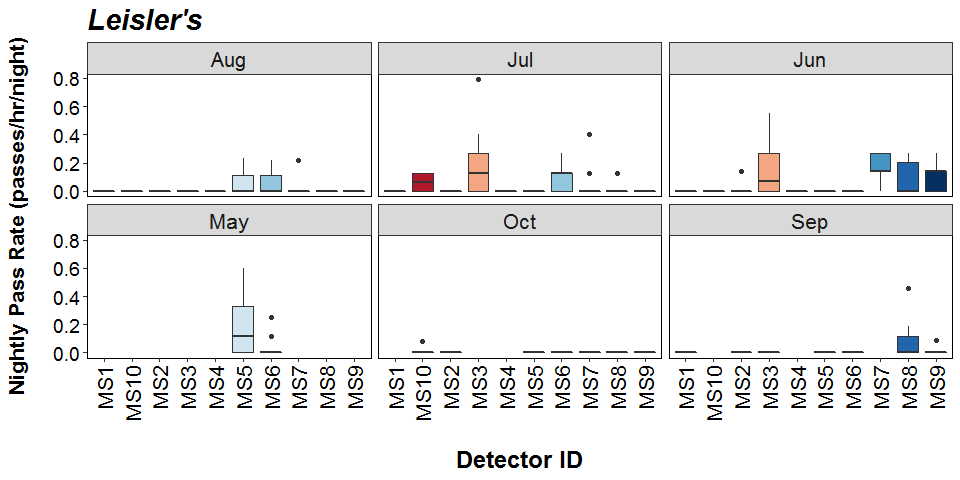 Leisler's
Nightly Pass Rate (passes/hr/night)
Aug Jul Jun
0.8
0.6
0.4
0.2
0.0
May Oct Sep
0.8
0.6
0.4
0.2
0.0
MS1 MS10 MS2 MS3 MS4 MS5 MS6 MS7 MS8 MS9 MS1 MS10 MS2 MS3 MS4 MS5 MS6 MS7 MS8 MS9 MS1 MS10 MS2 MS3 MS4 MS5 MS6 MS7 MS8 MS9
Detector ID